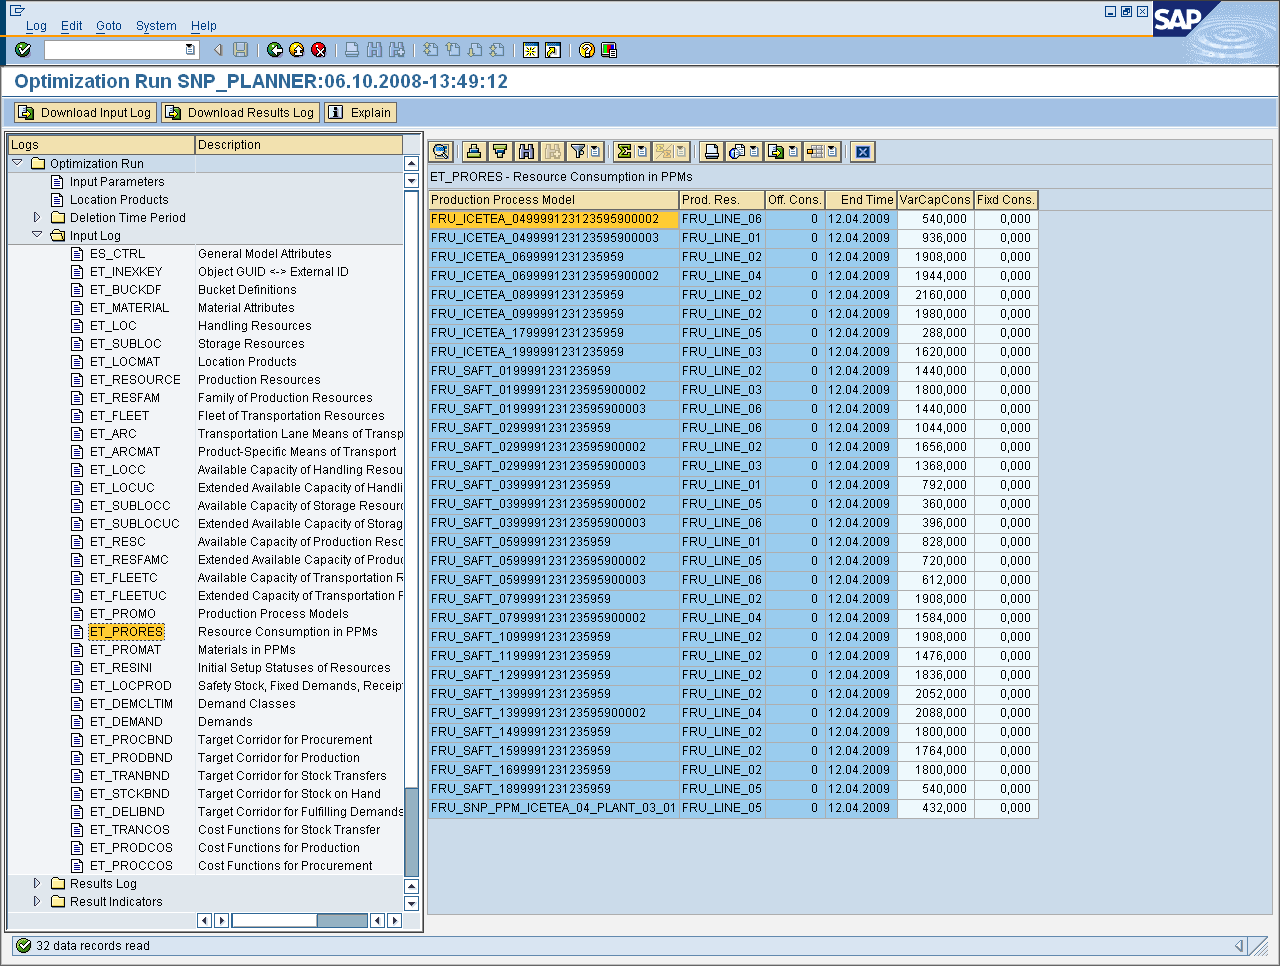 Log Edit Goto System Help
SAP
Optimization Run SNP_PLANNER:06.10.2008-13:49:12
Download Input Log Download Results Log Explain
Logs Description
Optimization Run
Input Parameters
Location Products
Deletion Time Period
Input Log
ES_CTRL General Model Attributes
ET_INEXKEY Object GUID <-> External ID
ET_BUCKDF Bucket Definitions
ET_MATERIAL Material Attributes
ET_LOC Handling Resources
ET_SUBLOC Storage Resources
ET_LOCMAT Location Products
ET_RESOURCE Production Resources
ET_RESFAM Family of Production Resources
ET_FLEET Fleet of Transportation Resources
ET_ARC Transportation Lane Means of Transp
ET_ARCMAT Product-Specific Means of Transport
ET_LOCC Available Capacity of Handling Resou
ET_LOCUC Extended Available Capacity of Handli
ET_SUBLOCC Available Capacity of Storage Resourc
ET_SUBLOCUC Extended Available Capacity of Storag
ET_RESC Available Capacity of Production Resc
ET_RESFAMC Extended Available Capacity of Produc
ET_FLEETC Available Capacity of Transportation R
ET_FLEETUC Extended Capacity of Transportation F
ET_PROMO Production Process Models
ET_PRORES Resource Consumption in PPMs
ET_PROMAT Materials in PPMs
ET_RESINI Initial Setup Statuses of Resources
ET_LOCPROD Safety Stock, Fixed Demands, Receip
ET_DEMCLTIM Demand Classes
ET_DEMAND Demands
ET_PROCBND Target Corridor for Procurement
ET_PRODBND Target Corridor for Production
ET_TRANBND Target Corridor for Stock Transfers
ET_STCKBND Target Corridor for Stock on Hand
ET_DELIBND Target Corridor for Fulfilling Demands
ET_TRANCOS Cost Functions for Stock Transfer
ET_PRODCOS Cost Functions for Production
ET_PROCCOS Cost Functions for Procurement
Results Log
Result Indicators
ET_PRORES - Resource Consumption in PPMs
Production Process Model Prod. Res. Off. Cons. End Time VarCapCons Fixd Cons.
FRU_ICETEA_049999123123595900002 FRU_LINE_06 0 12.04.2009 540,000 0,000
FRU_ICETEA_049999123123595900003 FRU_LINE_01 0 12.04.2009 936,000 0,000
FRU_ICETEA_0699991231235959 FRU_LINE_02 0 12.04.2009 1908,000 0,000
FRU_ICETEA_069999123123595900002 FRU_LINE_04 0 12.04.2009 1944,000 0,000
FRU_ICETEA_0899991231235959 FRU_LINE_02 0 12.04.2009 2160,000 0,000
FRU_ICETEA_0999991231235959 FRU_LINE_02 0 12.04.2009 1980,000 0,000
FRU_ICETEA_1799991231235959 FRU_LINE_05 0 12.04.2009 288,000 0,000
FRU_ICETEA_1999991231235959 FRU_LINE_03 0 12.04.2009 1620,000 0,000
FRU_SAFT_0199991231235959 FRU_LINE_02 0 12.04.2009 1440,000 0,000
FRU_SAFT_019999123123595900002 FRU_LINE_03 0 12.04.2009 1800,000 0,000
FRU_SAFT_019999123123595900003 FRU_LINE_06 0 12.04.2009 1440,000 0,000
FRU_SAFT_0299991231235959 FRU_LINE_06 0 12.04.2009 1044,000 0,000
FRU_SAFT_029999123123595900002 FRU_LINE_02 0 12.04.2009 1656,000 0,000
FRU_SAFT_029999123123595900003 FRU_LINE_03 0 12.04.2009 1368,000 0,000
FRU_SAFT_0399991231235959 FRU_LINE_01 0 12.04.2009 792,000 0,000
FRU_SAFT_039999123123595900002 FRU_LINE_05 0 12.04.2009 360,000 0,000
FRU_SAFT_039999123123595900003 FRU_LINE_06 0 12.04.2009 396,000 0,000
FRU_SAFT_0599991231235959 FRU_LINE_01 0 12.04.2009 828,000 0,000
FRU_SAFT_059999123123595900002 FRU_LINE_05 0 12.04.2009 720,000 0,000
FRU_SAFT_059999123123595900003 FRU_LINE_06 0 12.04.2009 612,000 0,000
FRU_SAFT_0799991231235959 FRU_LINE_02 0 12.04.2009 1908,000 0,000
FRU_SAFT_079999123123595900002 FRU_LINE_04 0 12.04.2009 1584,000 0,000
FRU_SAFT_1099991231235959 FRU_LINE_02 0 12.04.2009 1908,000 0,000
FRU_SAFT_1199991231235959 FRU_LINE_02 0 12.04.2009 1476,000 0,000
FRU_SAFT_1299991231235959 FRU_LINE_02 0 12.04.2009 1836,000 0,000
FRU_SAFT_1399991231235959 FRU_LINE_02 0 12.04.2009 2052,000 0,000
FRU_SAFT_139999123123595900002 FRU_LINE_04 0 12.04.2009 2088,000 0,000
FRU_SAFT_1499991231235959 FRU_LINE_02 0 12.04.2009 1800,000 0,000
FRU_SAFT_1599991231235959 FRU_LINE_02 0 12.04.2009 1764,000 0,000
FRU_SAFT_1699991231235959 FRU_LINE_02 0 12.04.2009 1800,000 0,000
FRU_SAFT_1899991231235959 FRU_LINE_05 0 12.04.2009 540,000 0,000
FRU_SNP_PPM_ICETEA_04_PLANT_03_01 FRU_LINE_05 0 12.04.2009 432,000 0,000
32 data records read